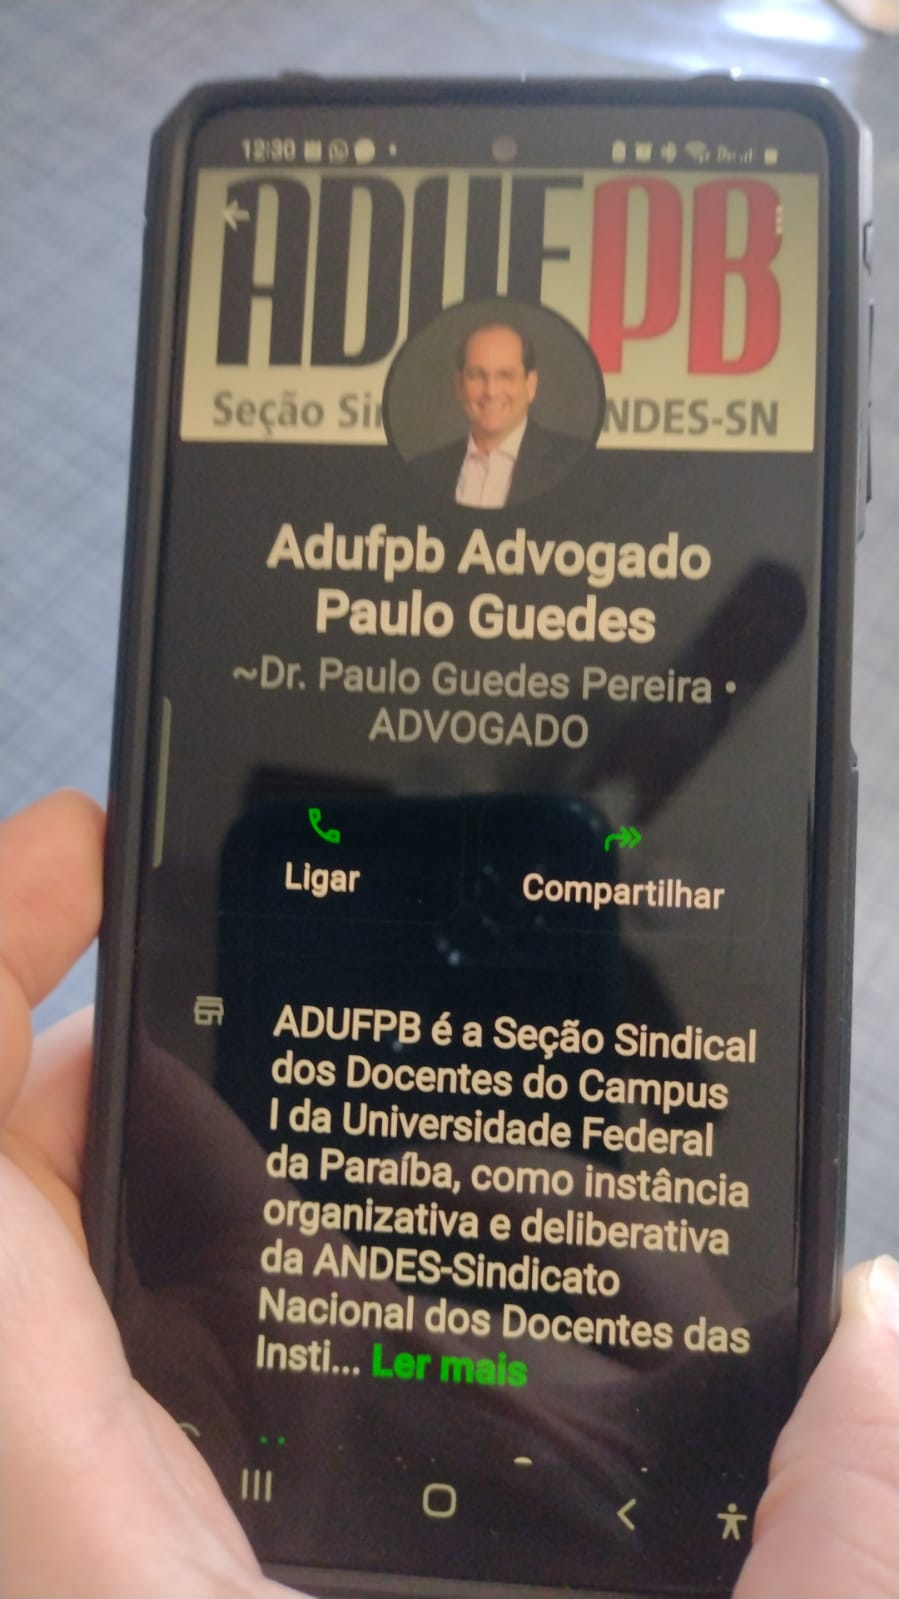 12:30
ADUFPB
Seção Sin NDES-SN
Adufpb Advogado
Paulo Guedes
~Dr. Paulo Guedes Pereira •
ADVOGADO
Ligar
Compartilhar
ADUFPB é a Seção Sindical
dos Docentes do Campus
I da Universidade Federal
da Paraíba, como instância
organizativa e deliberativa
da ANDES-Sindicato
Nacional dos Docentes das
Insti... Ler mais